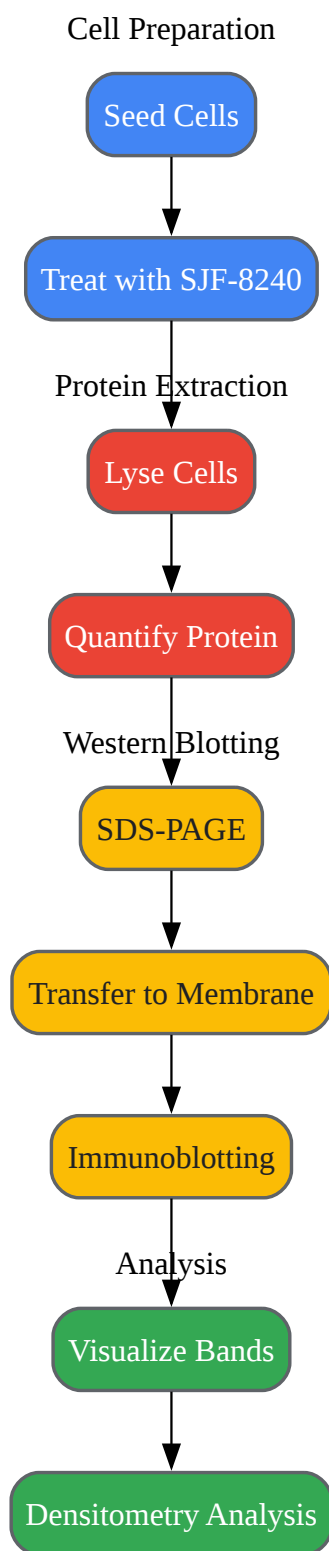 Cell Preparation
Seed Cells
Treat with SJF-8240
Protein Extraction
Lyse Cells
Quantify Protein
Western Blotting
SDS-PAGE
Transfer to Membrane
Immunoblotting
Analysis
Visualize Bands
Densitometry Analysis